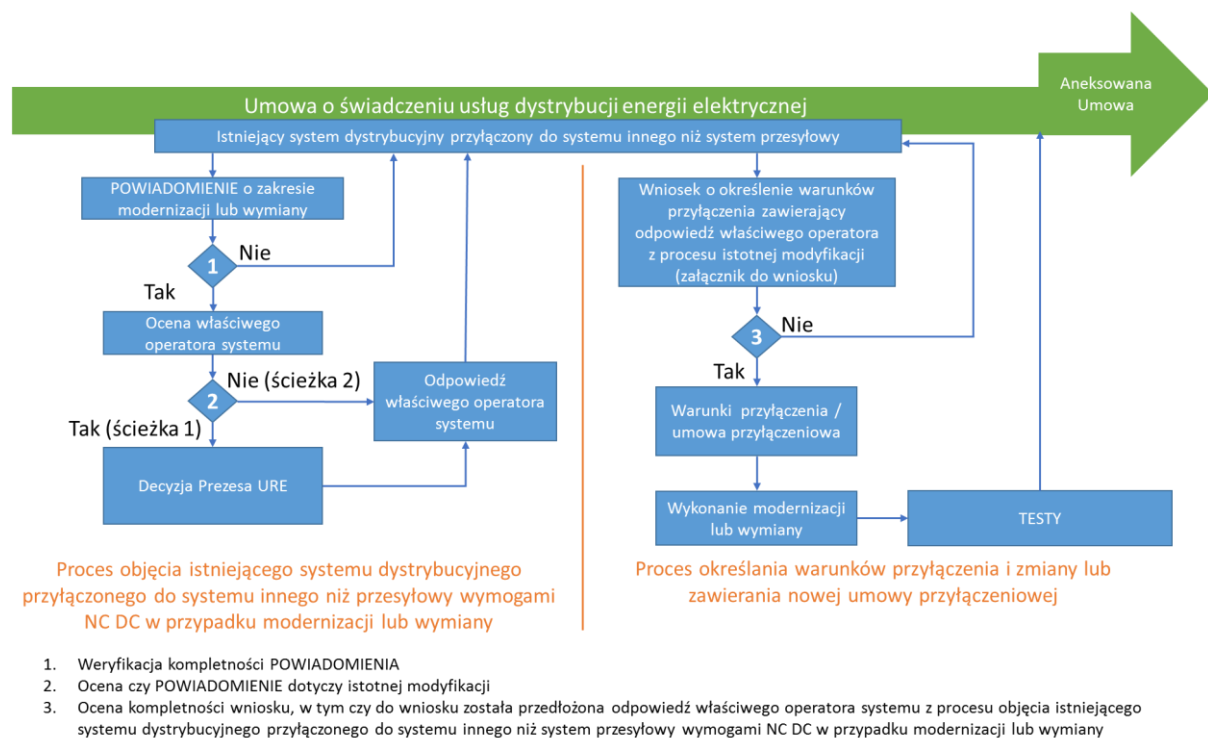 Aneksowana
Umowa
Umowa o świadczeniu usług dystrybucji energii elektrycznej
Istniejący system dystrybucyjny przyłączony do systemu innego niż system przesyłowy
POWIADOMIENIE o zakresie
modernizacji lub wymiany
1
Nie
Tak
Ocena właściwego
operatora systemu
2
Nie (ścieżka 2)
Tak (ścieżka 1)
Odpowiedź
właściwego operatora
systemu
Decyzja Prezesa URE
Wniosek o określenie warunków
przyłączenia zawierający
odpowiedź właściwego operatora
z procesu istotnej modyfikacji
(załącznik do wniosku)
3
Nie
Tak
Warunki przyłączenia /
umowa przyłączeniowa
Wykonanie modernizacji
lub wymiany
TESTY
Proces objęcia istniejącego systemu dystrybucyjnego
przyłączonego do systemu innego niż przesyłowy wymogami
NC DC w przypadku modernizacji lub wymiany
Proces określania warunków przyłączenia i zmiany lub
zawierania nowej umowy przyłączeniowej
1. Weryfikacja kompletności POWIADOMIENIA
2. Ocena czy POWIADOMIENIE dotyczy istotnej modyfikacji
3. Ocena kompletności wniosku, w tym czy do wniosku została przedłożona odpowiedź właściwego operatora systemu z procesu objęcia istniejącego
systemu dystrybucyjnego przyłączonego do systemu innego niż system przesyłowy wymogami NC DC w przypadku modernizacji lub wymiany